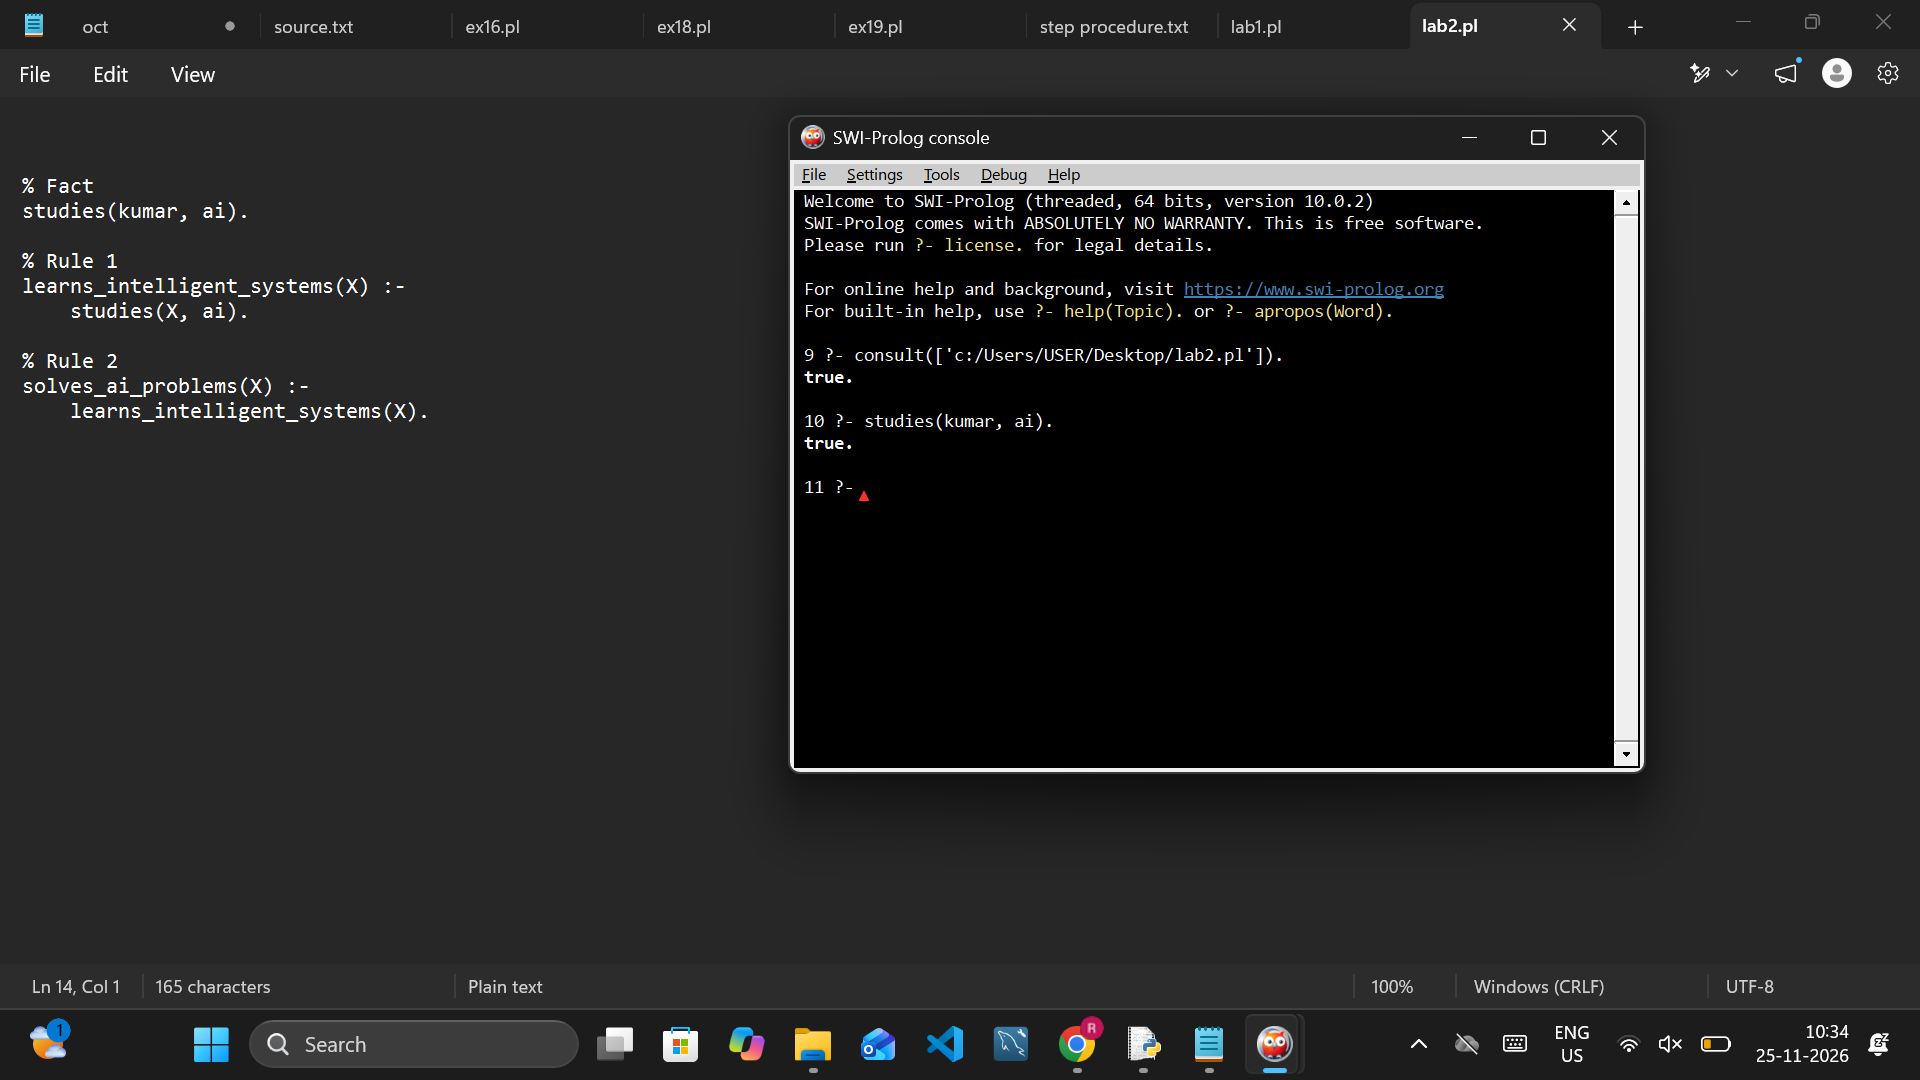 oct
source.txt
ex16.pl
ex18.pl
ex19.pl
step procedure.txt
lab1.pl
lab2.pl
File
Edit
View
% Fact
studies(kumar, ai).
% Rule 1
learns_intelligent_systems(X) :-
    studies(X, ai).
% Rule 2
solves_ai_problems(X) :-
    learns_intelligent_systems(X).
SWI-Prolog console
File Settings Tools Debug Help
Welcome to SWI-Prolog (threaded, 64 bits, version 10.0.2)
SWI-Prolog comes with ABSOLUTELY NO WARRANTY. This is free software.
Please run ?- license. for legal details.
For online help and background, visit https://www.swi-prolog.org
For built-in help, use ?- help(Topic). or ?- apropos(Word).
9 ?- consult(['c:/Users/USER/Desktop/lab2.pl']).
true.
10 ?- studies(kumar, ai).
true.
11 ?-
Ln 14, Col 1
165 characters
Plain text
100%
Windows (CRLF)
UTF-8
1
Search
R
ENG
US
10:34
25-11-2026